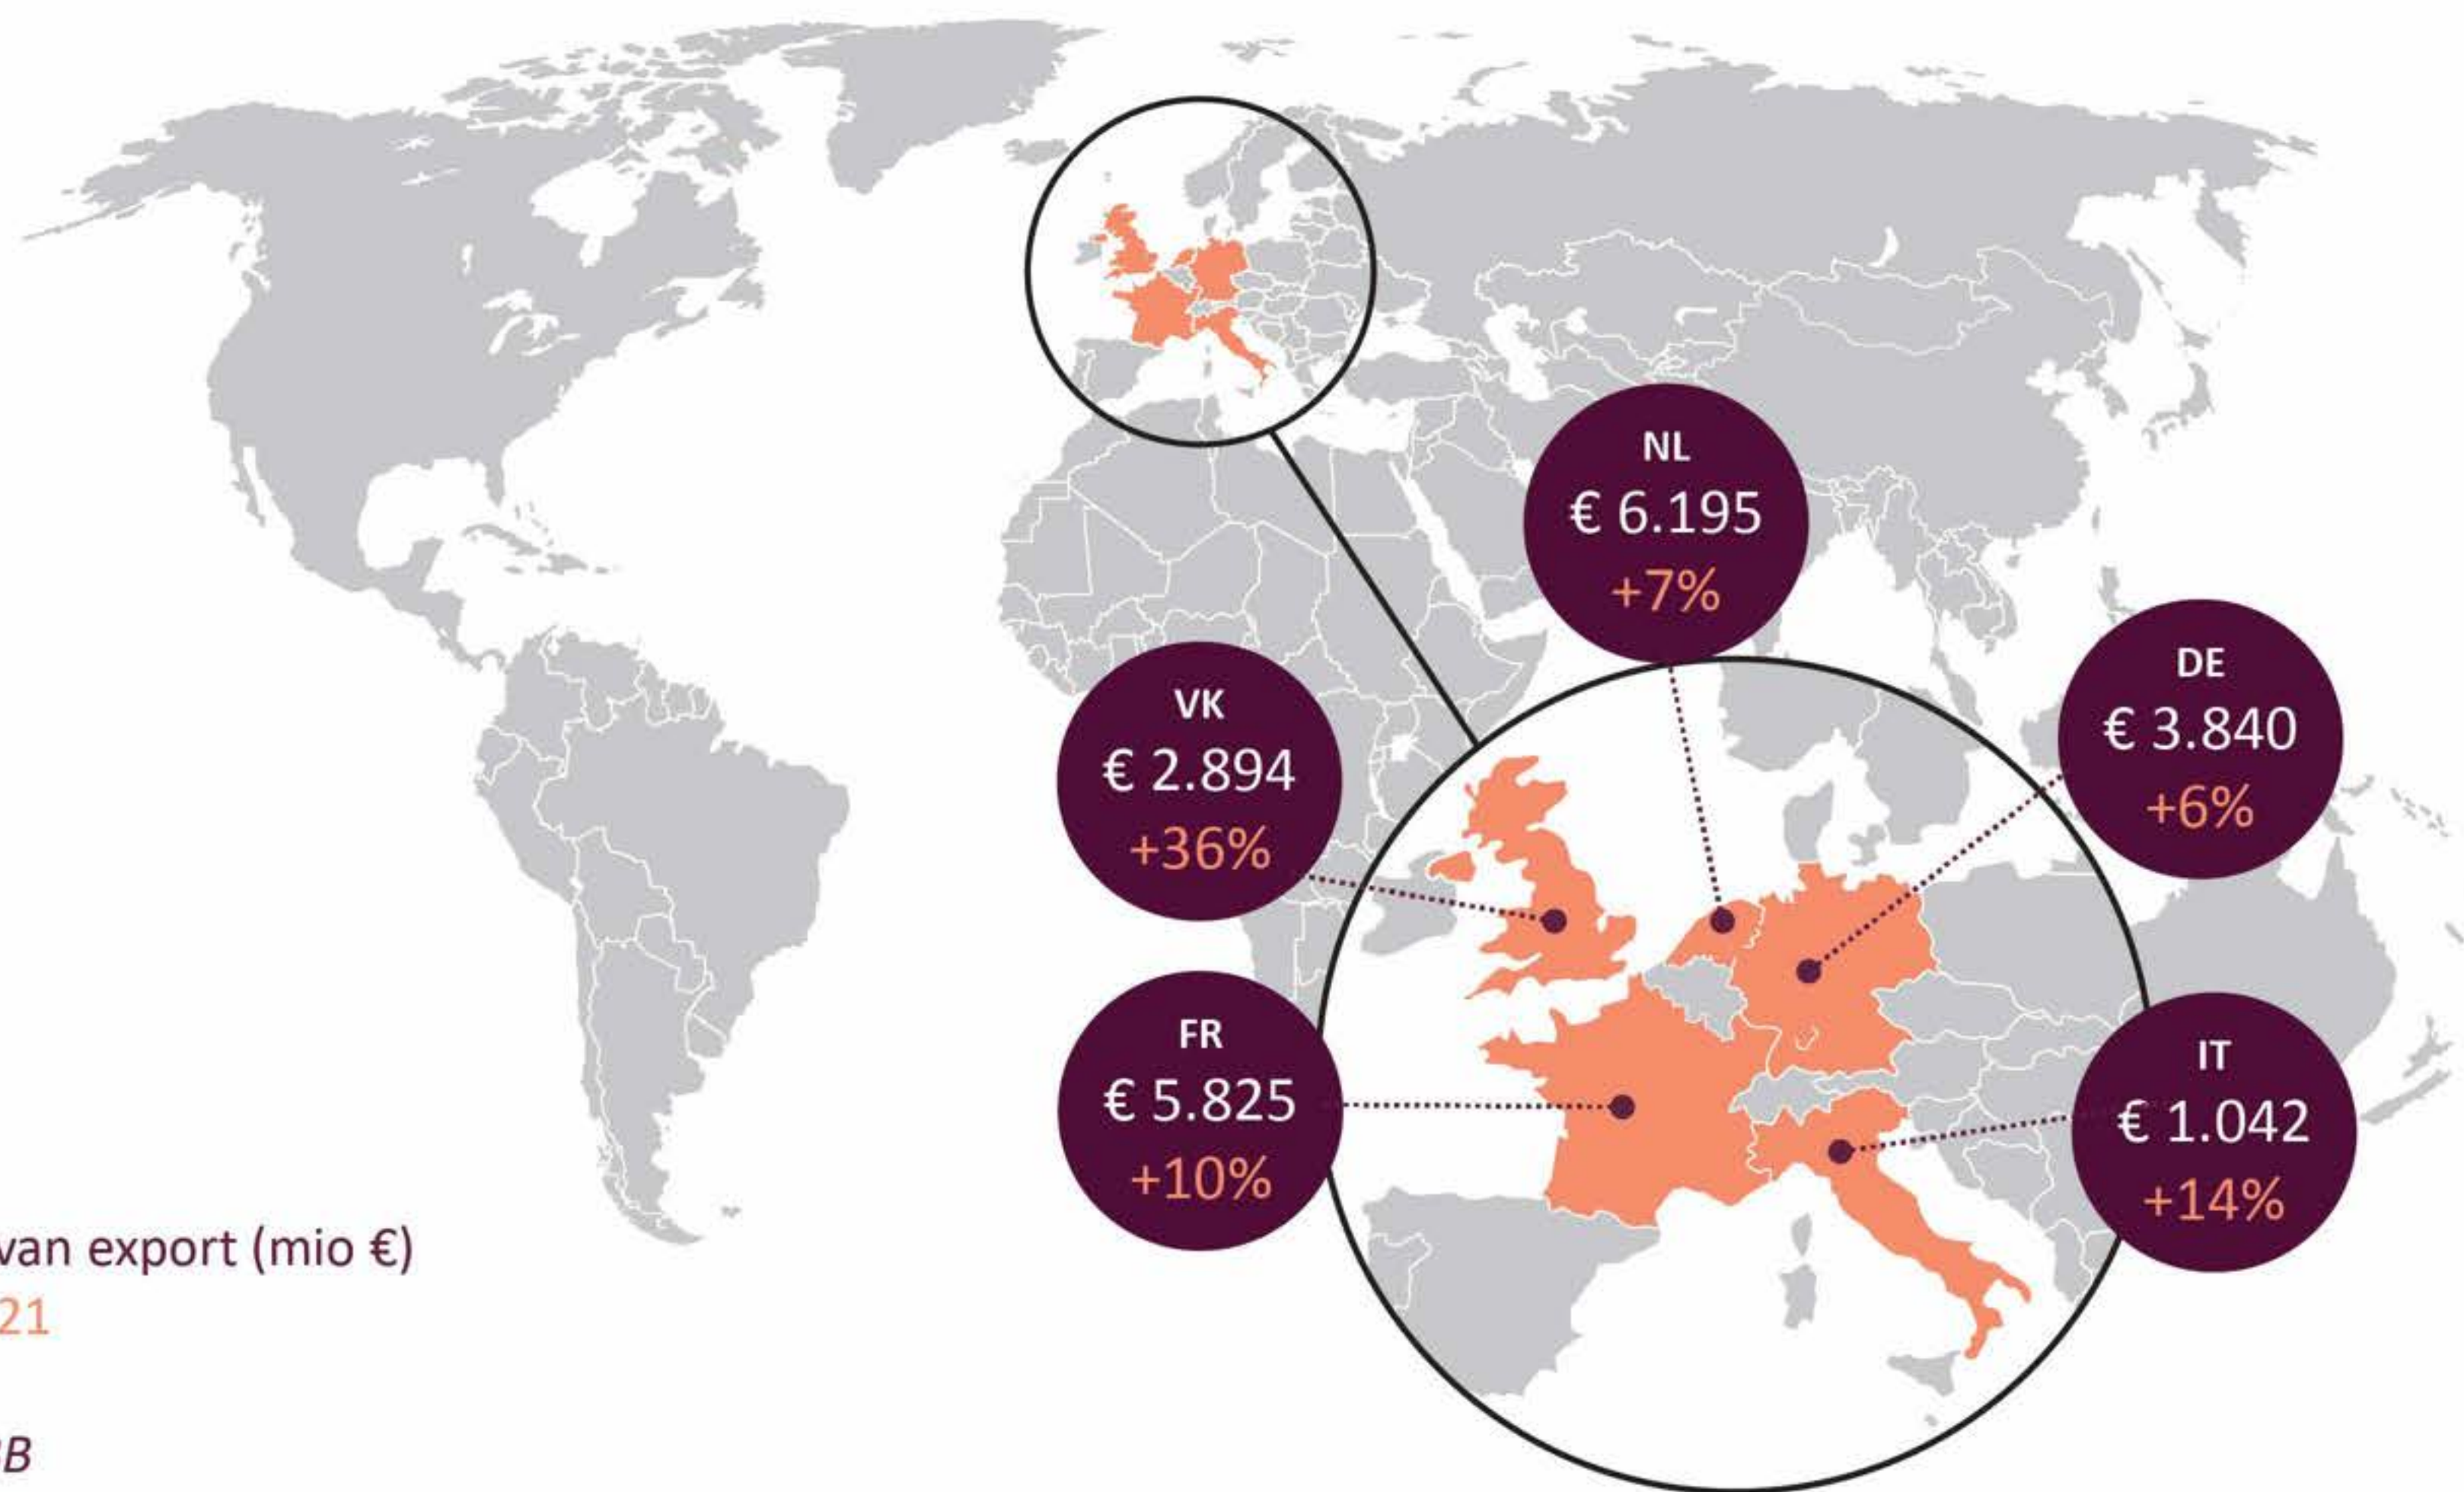 NL
€ 6.195
+7%
DE
€ 3.840
+6%
VK
€ 2.894
+36%
FR
€ 5.825
+10%
IT
€ 1.042
+14%
van export (mio €)
21